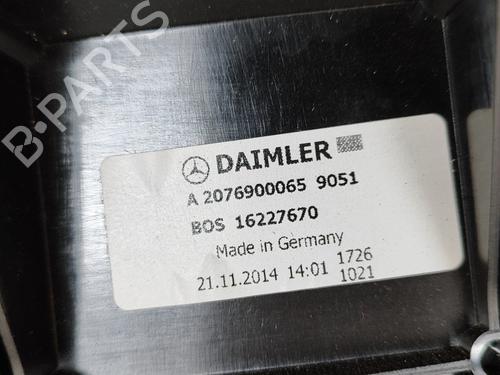 B-PARTS
DAIMLER
A 2076900065 9051
BOS 16227670
Made in Germany
21.11.2014 14:01 1726
1021